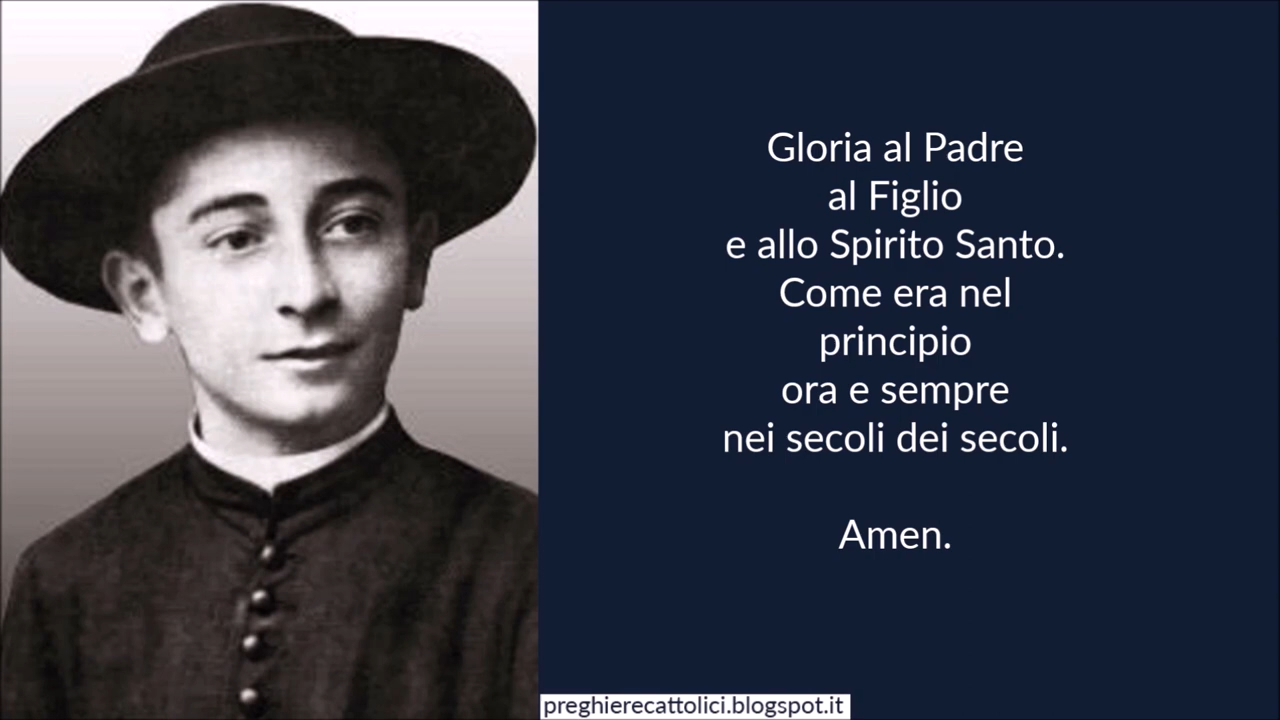 Gloria al Padre
al Figlio
e allo Spirito Santo.
Come era nel
principio
ora e sempre
nei secoli dei secoli.
Amen.
preghierecattolici.blogspot.it